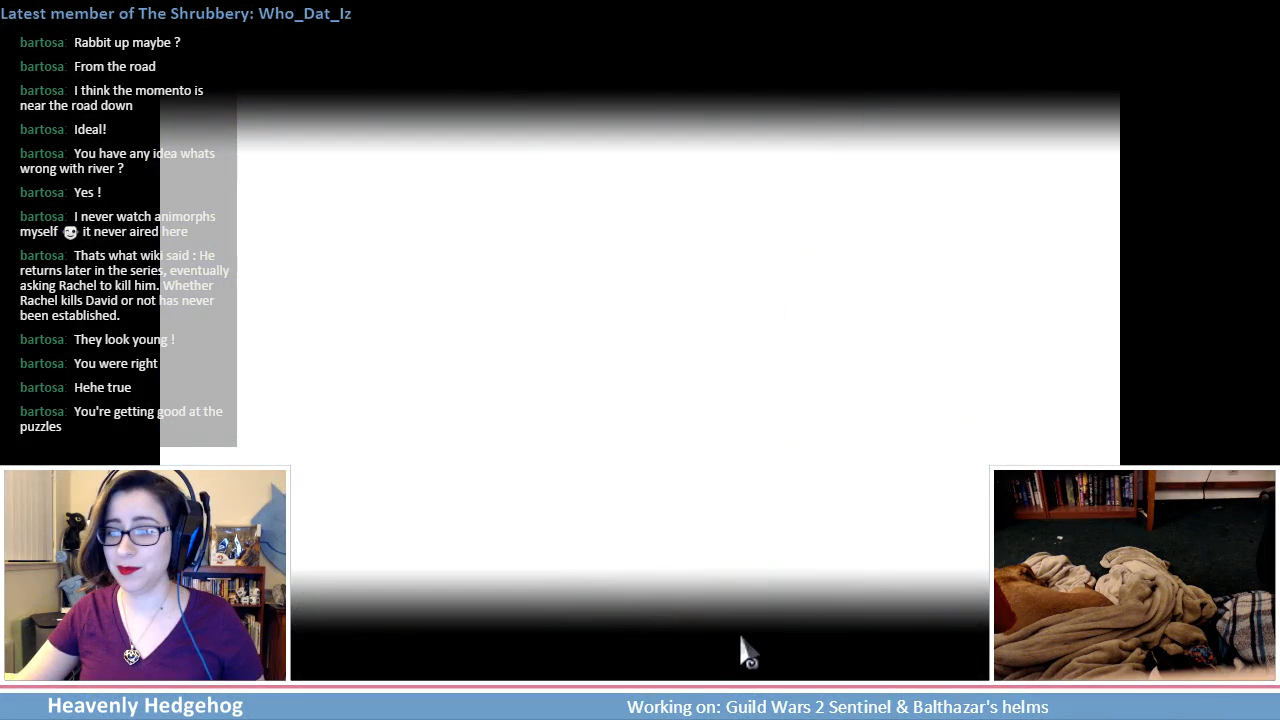 Latest member of The Shrubbery: Who_Dat_Iz
bartosa: Rabbit up maybe ?
bartosa: From the road
bartosa: I think the momento is
near the road down
bartosa: Ideal!
bartosa: You have any idea whats
wrong with river ?
bartosa: Yes !
bartosa: I never watch animorphs
myself it never aired here
bartosa: Thats what wiki said : He
returns later in the series, eventually
asking Rachel to kill him. Whether
Rachel kills David or not has never
been established.
bartosa: They look young !
bartosa: You were right
bartosa: Hehe true
bartosa: You're getting good at the
puzzles
Heavenly Hedgehog
Working on: Guild Wars 2 Sentinel & Balthazar's helms